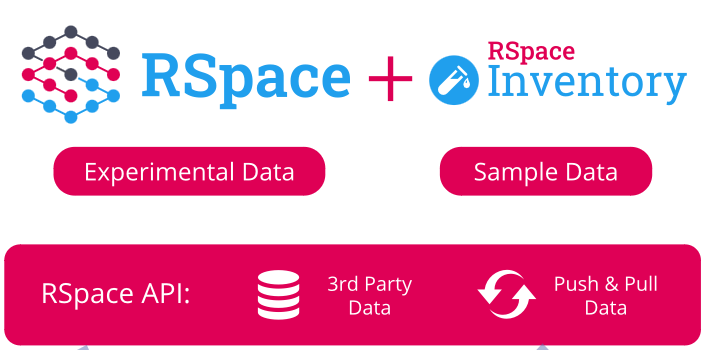 RSpace
RSpace
Inventory
Experimental Data
Sample Data
RSpace API:
3rd Party
Data
Push & Pull
Data